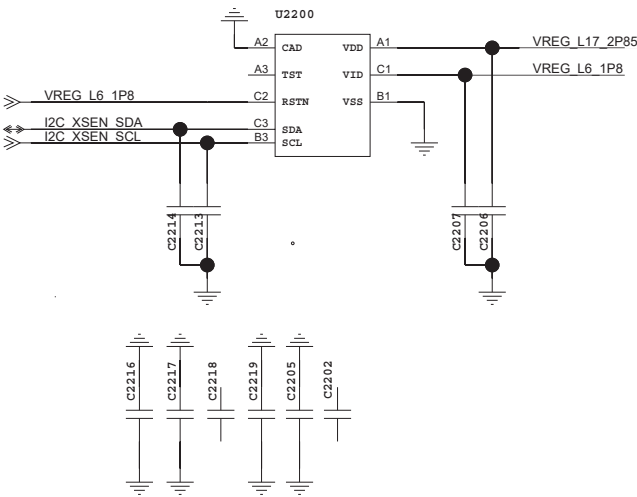 U2200
A2 CAD VDD A1 VREG_L17_2P85
A3 TST VID C1 VREG_L6_1P8
VREG_L6_1P8 C2 RSTN VSS B1
I2C_XSEN_SDA C3 SDA
I2C_XSEN_SCL B3 SCL
C2214 C2213 C2207 C2206
C2216 C2217 C2218 C2219 C2205 C2202